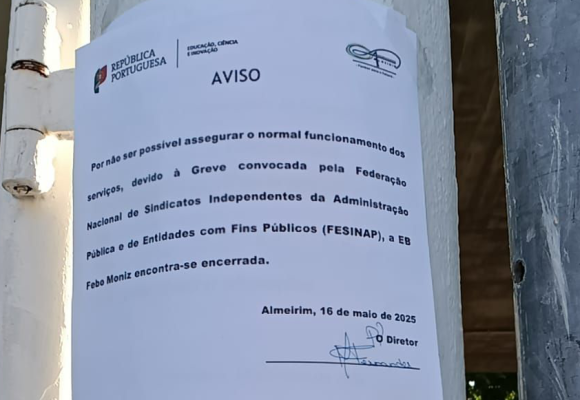 REPÚBLICA
PORTUGUESA
EDUCAÇÃO, CIÊNCIA
E INOVAÇÃO
AVISO
Por não ser possível assegurar o normal funcionamento dos
serviços, devido à Greve convocada pela Federação
Nacional de Sindicatos Independentes da Administração
Pública e de Entidades com Fins Públicos (FESINAP), a EB
Febo Moniz encontra-se encerrada.
Almeirim, 16 de maio de 2025
O Diretor